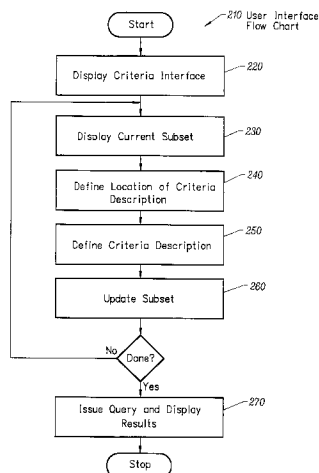 Start
210 User Interface
Flow Chart
220
Display Criteria Interface
230
Display Current Subset
240
Define Location of Criteria
Description
250
Define Criteria Description
260
Update Subset
No
Done?
Yes
270
Issue Query and Display
Results
Stop